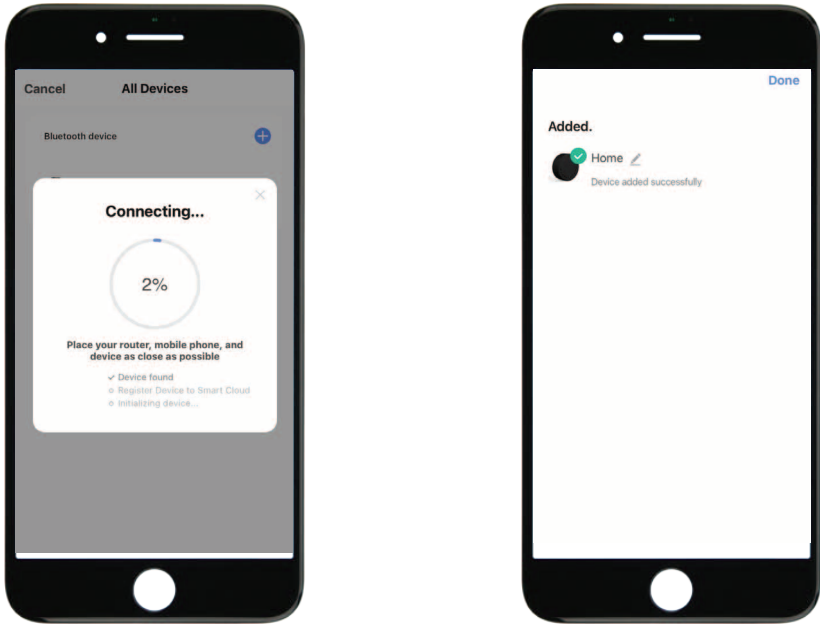 Cancel All Devices
Bluetooth device
Connecting...
2%
Place your router, mobile phone, and
device as close as possible
Device found
Register Device to Smart Cloud
Initializing device...
Done
Added.
Home
Device added successfully